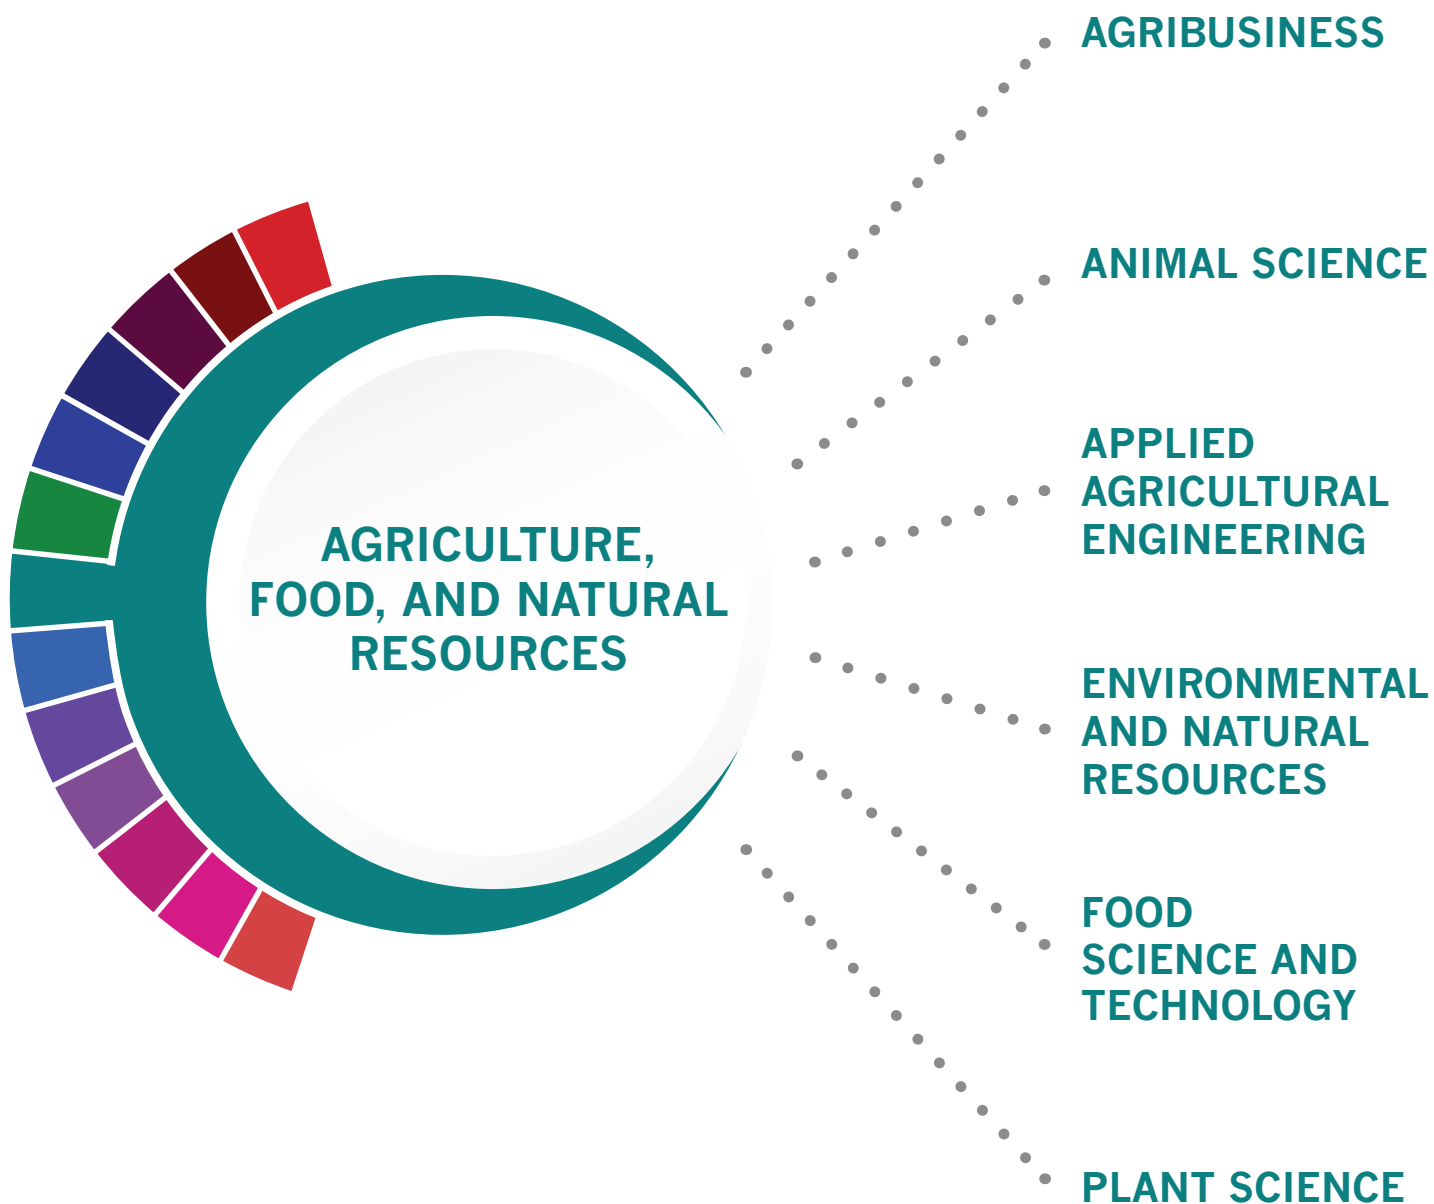 AGRIBUSINESS
ANIMAL SCIENCE
APPLIED
AGRICULTURAL
ENGINEERING
AGRICULTURE,
FOOD, AND NATURAL
RESOURCES
ENVIRONMENTAL
AND NATURAL
RESOURCES
FOOD
SCIENCE AND
TECHNOLOGY
PLANT SCIENCE